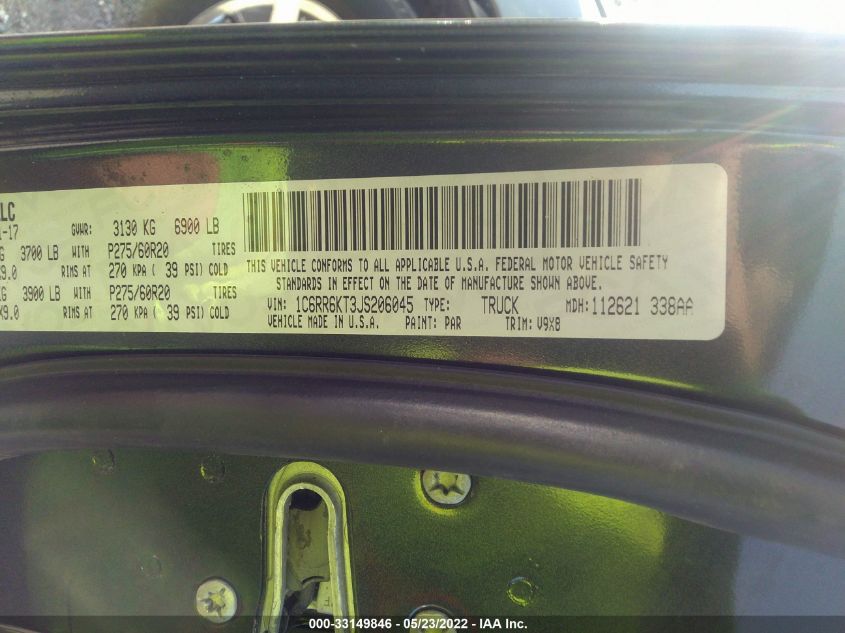 LC
-17 GVWR: 3130 KG 6900 LB
G 3700 LB WITH P275/60R20 TIRES
X9.0 RIMS AT 270 KPA ( 39 PSI) COLD
KG 3900 LB WITH P275/60R20 TIRES
X9.0 RIMS AT 270 KPA ( 39 PSI) COLD
THIS VEHICLE CONFORMS TO ALL APPLICABLE U.S.A. FEDERAL MOTOR VEHICLE SAFETY
STANDARDS IN EFFECT ON THE DATE OF MANUFACTURE SHOWN ABOVE.
VIN: 1C6RR6KT3JS206045 TYPE: TRUCK MDH: 112621 338AA
VEHICLE MADE IN U.S.A. PAINT: PAR TRIM: V9X8
000-33149846 - 05/23/2022 - IAA Inc.